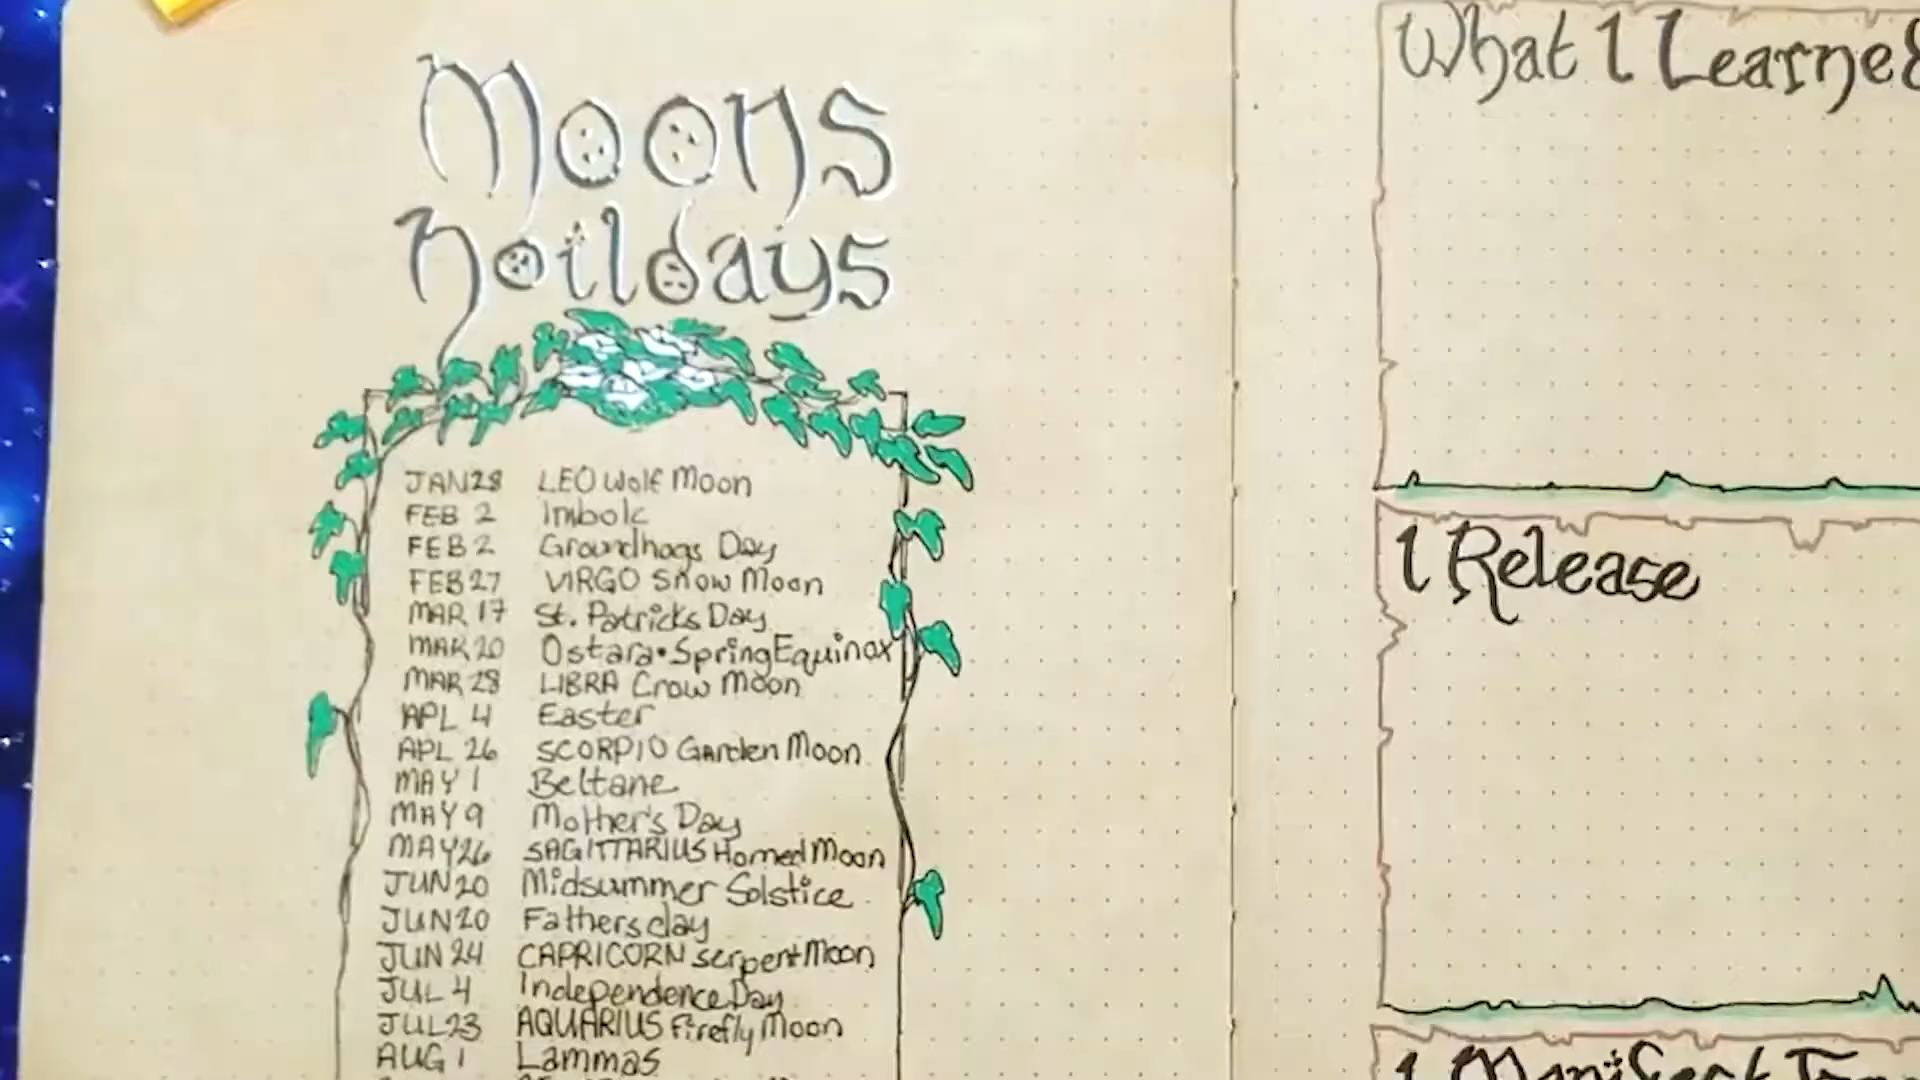 Moons
Hoildays
JAN 28 LEO Wolf Moon
FEB 2 Imbolc
FEB 2 Groundhogs Day
FEB 27 VIRGO Snow Moon
MAR 17 St. Patricks Day
MAR 20 Ostara • Spring Equinox
MAR 28 LIBRA Crow Moon
APL 4 Easter
APL 26 SCORPIO Garden Moon
MAY 1 Beltane
MAY 9 Mother's Day
MAY 26 SAGITTARIUS Horned Moon
JUN 20 Midsummer Solstice
JUN 20 Fathers day
JUN 24 CAPRICORN serpent Moon
JUL 4 Independence Day
JUL 23 AQUARIUS Firefly Moon
AUG 1 Lammas
What I Learned
I Release
I Manifest